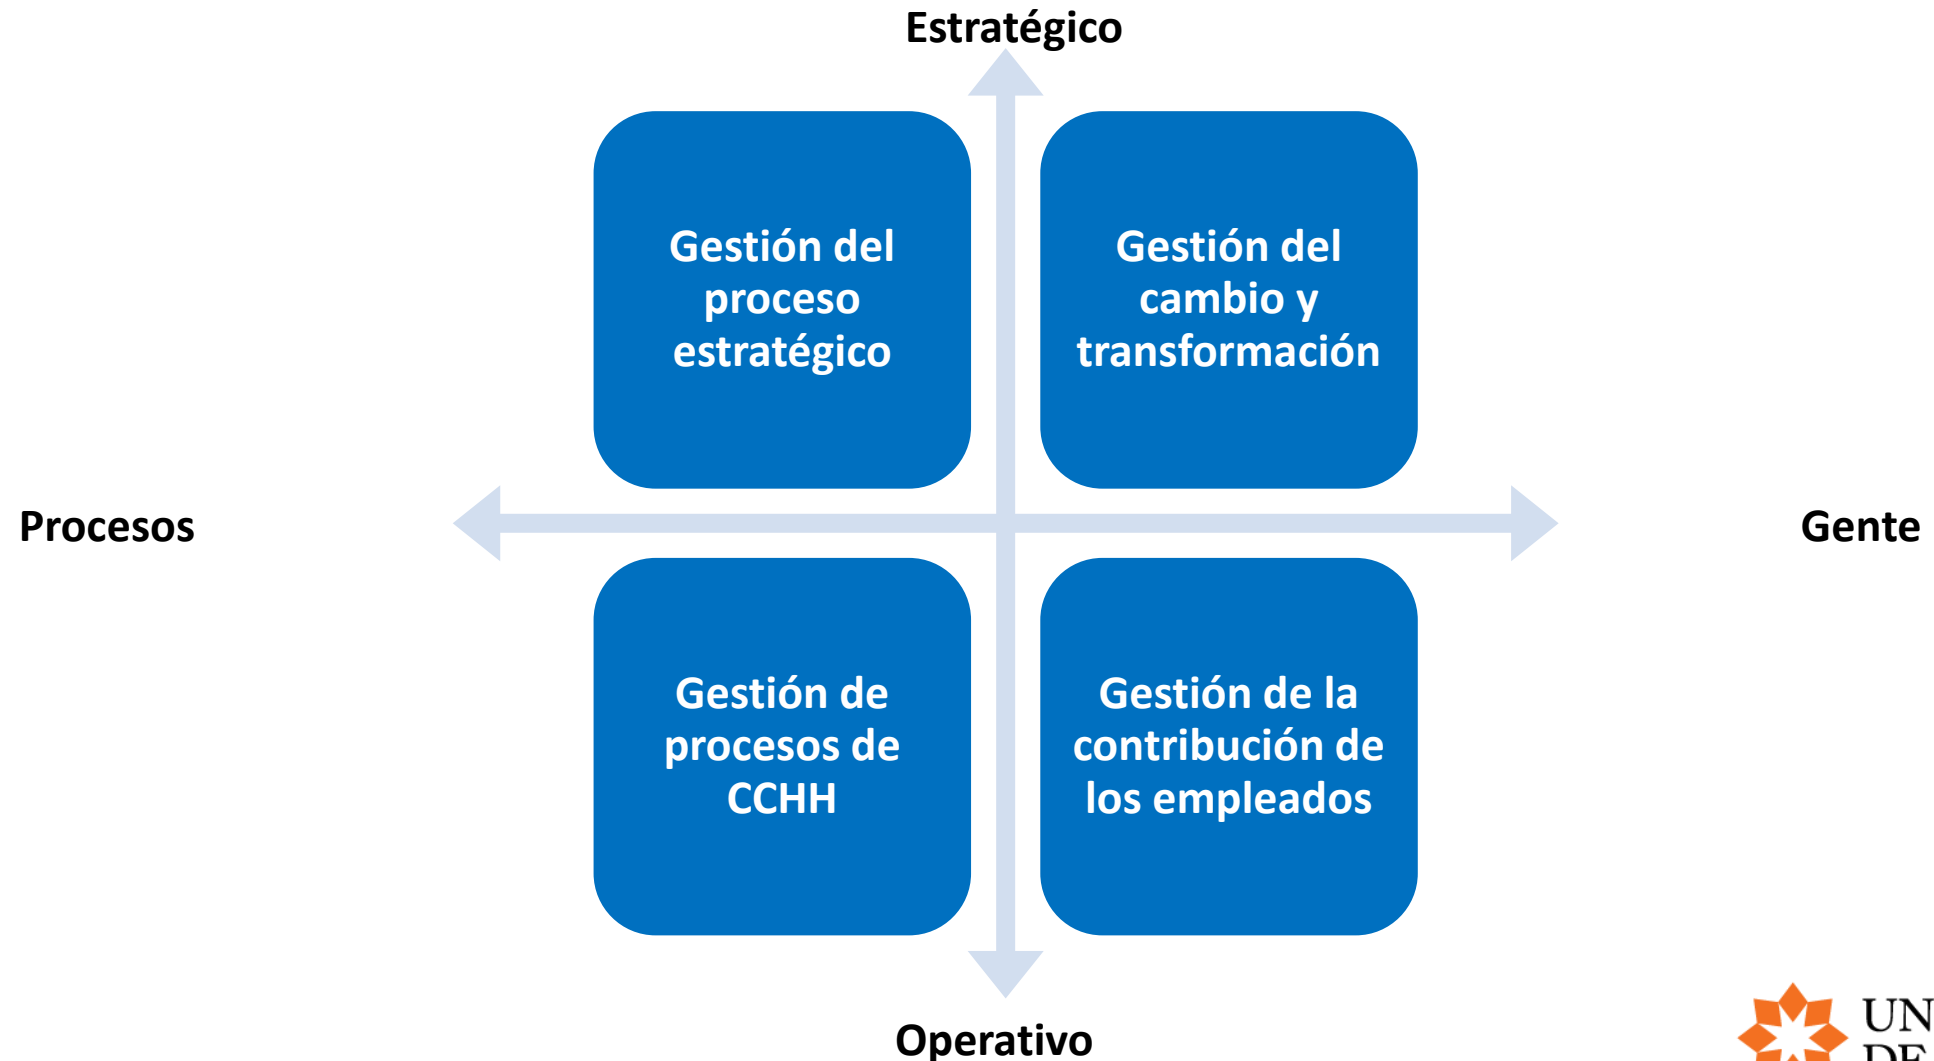 Estratégico
Gestión del
proceso
estratégico
Gestión del
cambio y
transformación
Procesos
Gente
Gestión de
procesos de
CCHH
Gestión de la
contribución de
los empleados
Operativo
UN
DE